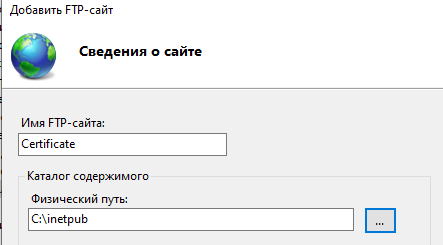 Добавить FTP-сайт
Сведения о сайте
Имя FTP-сайта:
Certificate
Каталог содержимого
Физический путь:
C:\inetpub
...